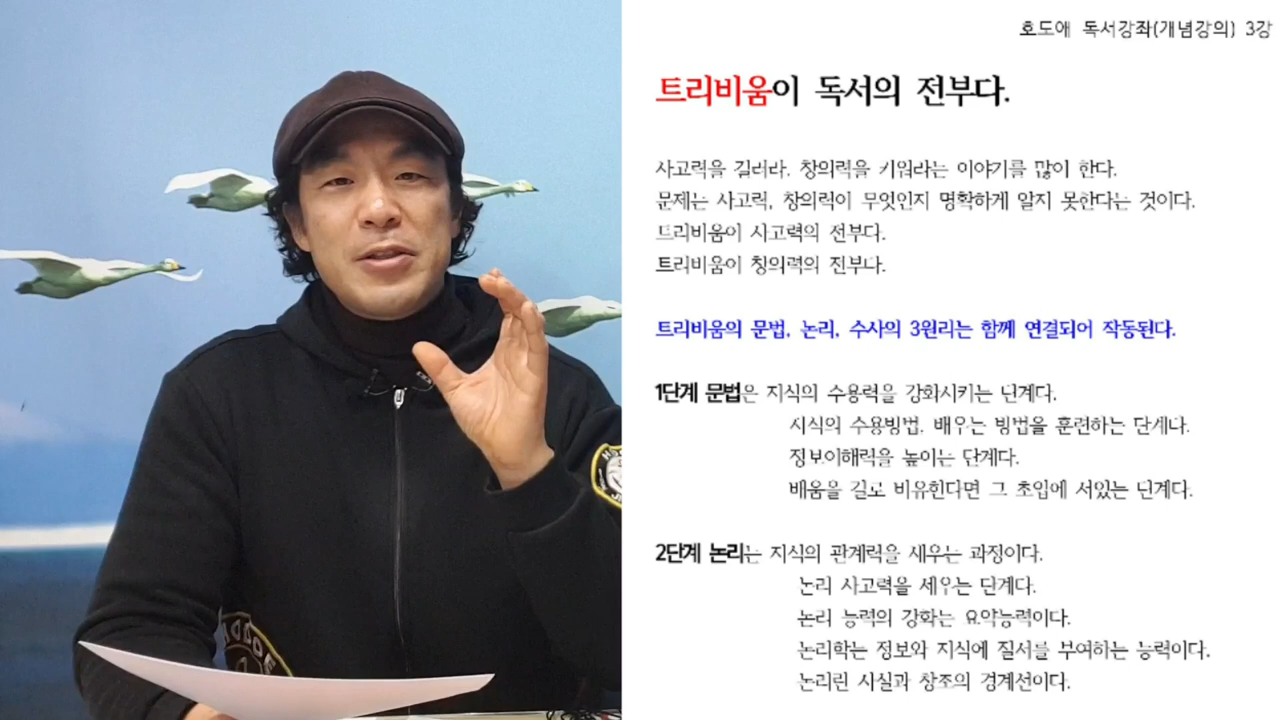 호도애 독서강좌(개념강의) 3강
트리비움이 독서의 전부다.
사고력을 길러라. 창의력을 키워라는 이야기를 많이 한다.
문제는 사고력, 창의력이 무엇인지 명확하게 알지 못한다는 것이다.
트리비움이 사고력의 전부다.
트리비움이 창의력의 전부다.
트리비움의 문법, 논리, 수사의 3원리는 함께 연결되어 작동된다.
1단계 문법은 지식의 수용력을 강화시키는 단계다.
지식의 수용방법. 배우는 방법을 훈련하는 단계다.
정보이해력을 높이는 단계다.
배움을 길로 비유한다면 그 초입에 서있는 단계다.
2단계 논리는 지식의 관계력을 세우는 과정이다.
논리 사고력을 세우는 단계다.
논리 능력의 강화는 요약능력이다.
논리학는 정보와 지식에 질서를 부여하는 능력이다.
논리란 사실과 창조의 경계선이다.
HODOE